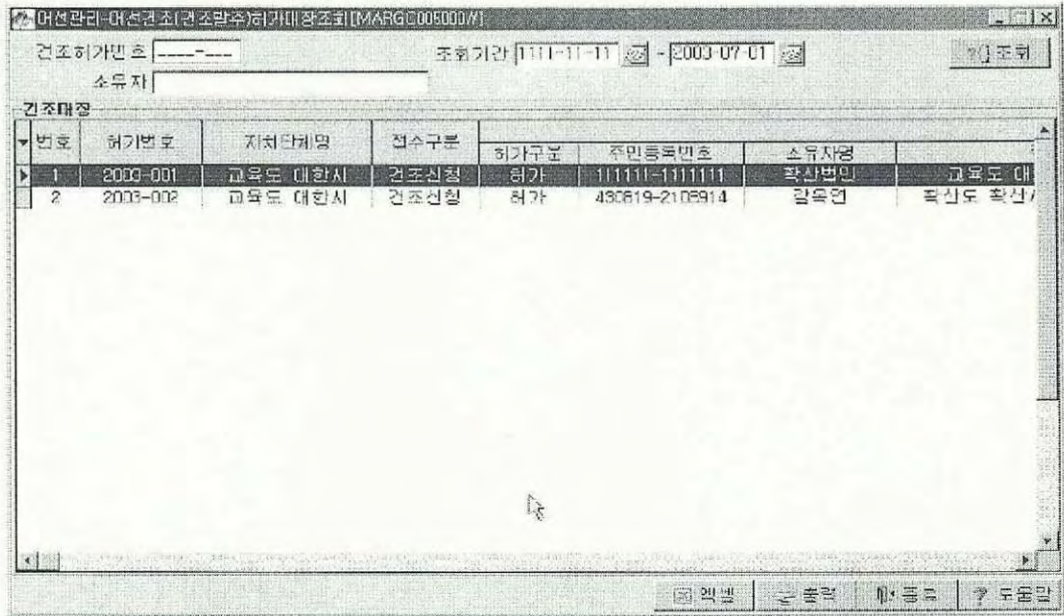 어선관리-어선건조(건조발주)허가대장조회[MARGC005000W]
건조허가번호 ____-___ 조회기간 1111-11-11 - 2003-07-01 조회
소유자
건조대장
번호 허가번호 자치단체명 접수구분
허가구분 주민등록번호 소유자명
1 2003-001 교육도 대한시 건조신청 허가 111111-1111111 확산법인 교육도 대
2 2003-002 교육도 대한시 건조신청 허가 430819-2108914 확산도 확산
엑셀 출력 종료 ? 도움말